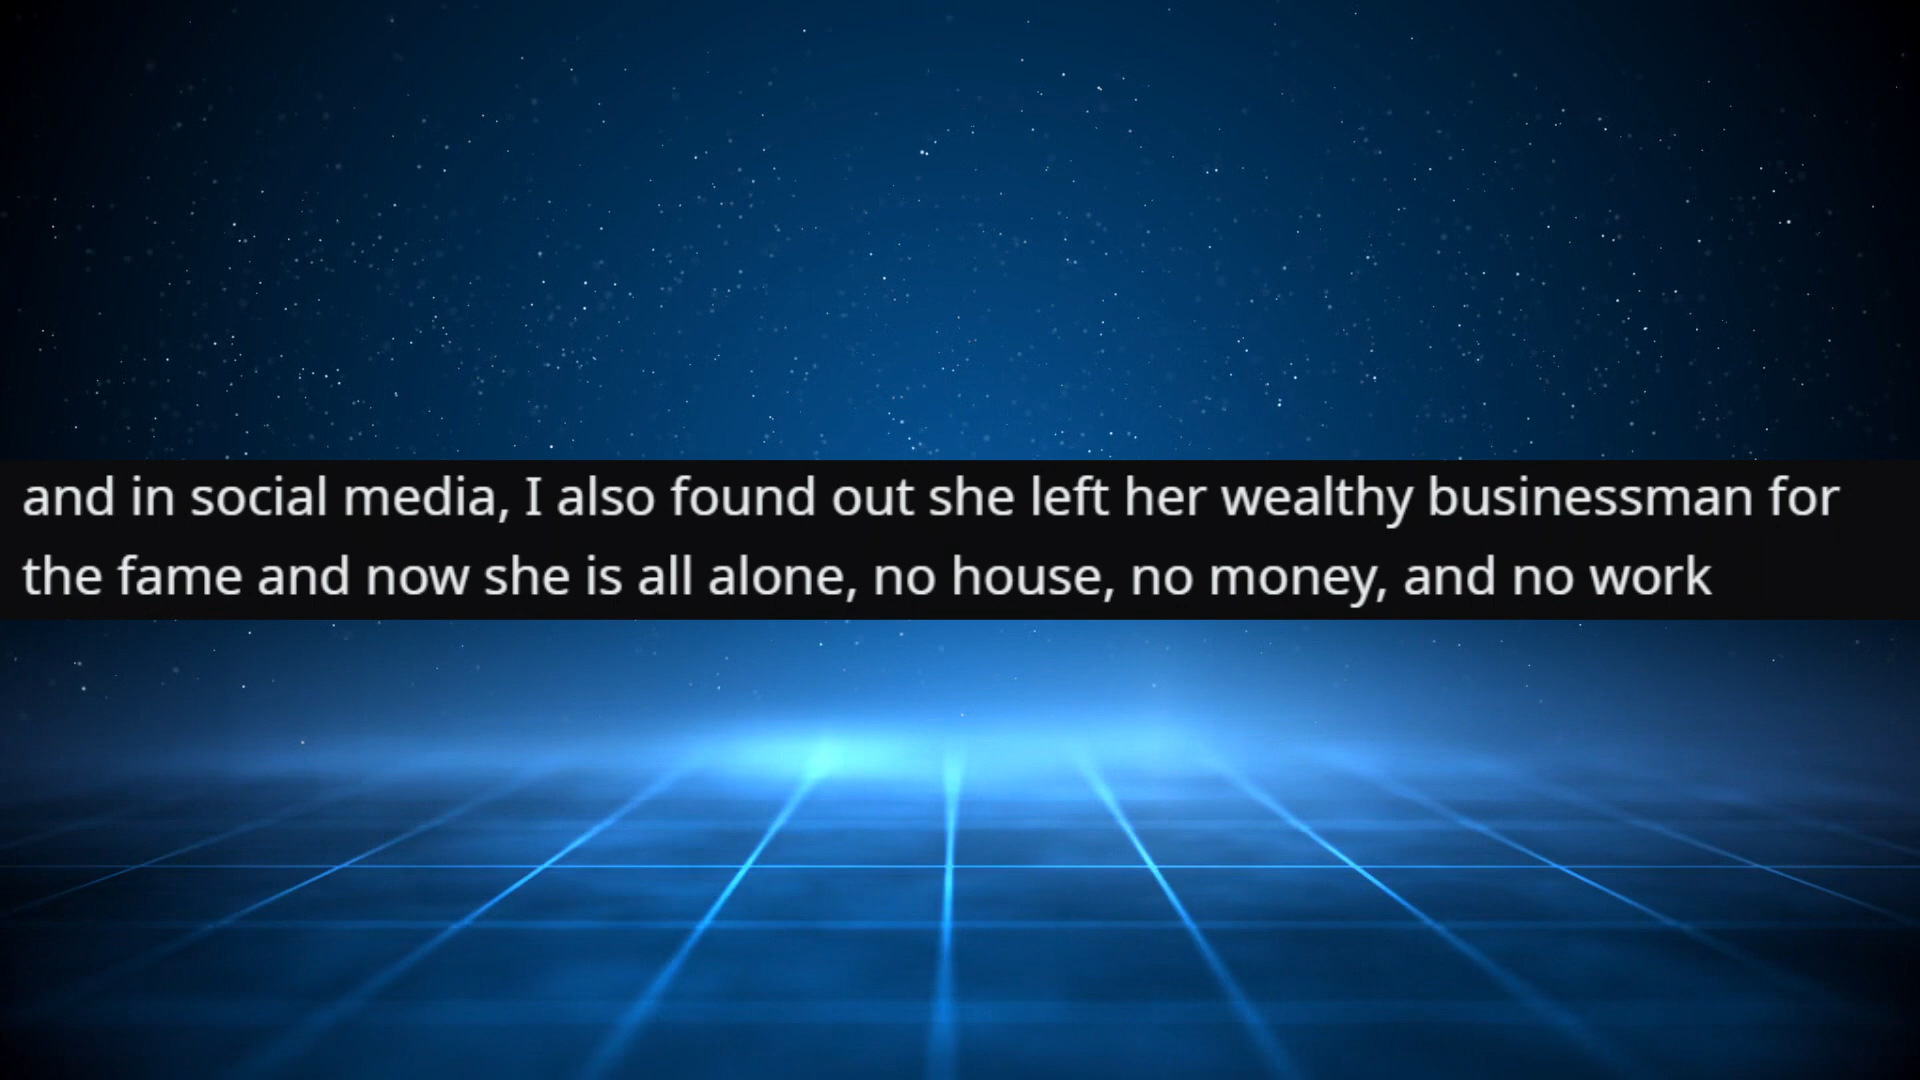 and in social media, I also found out she left her wealthy businessman for
the fame and now she is all alone, no house, no money, and no work